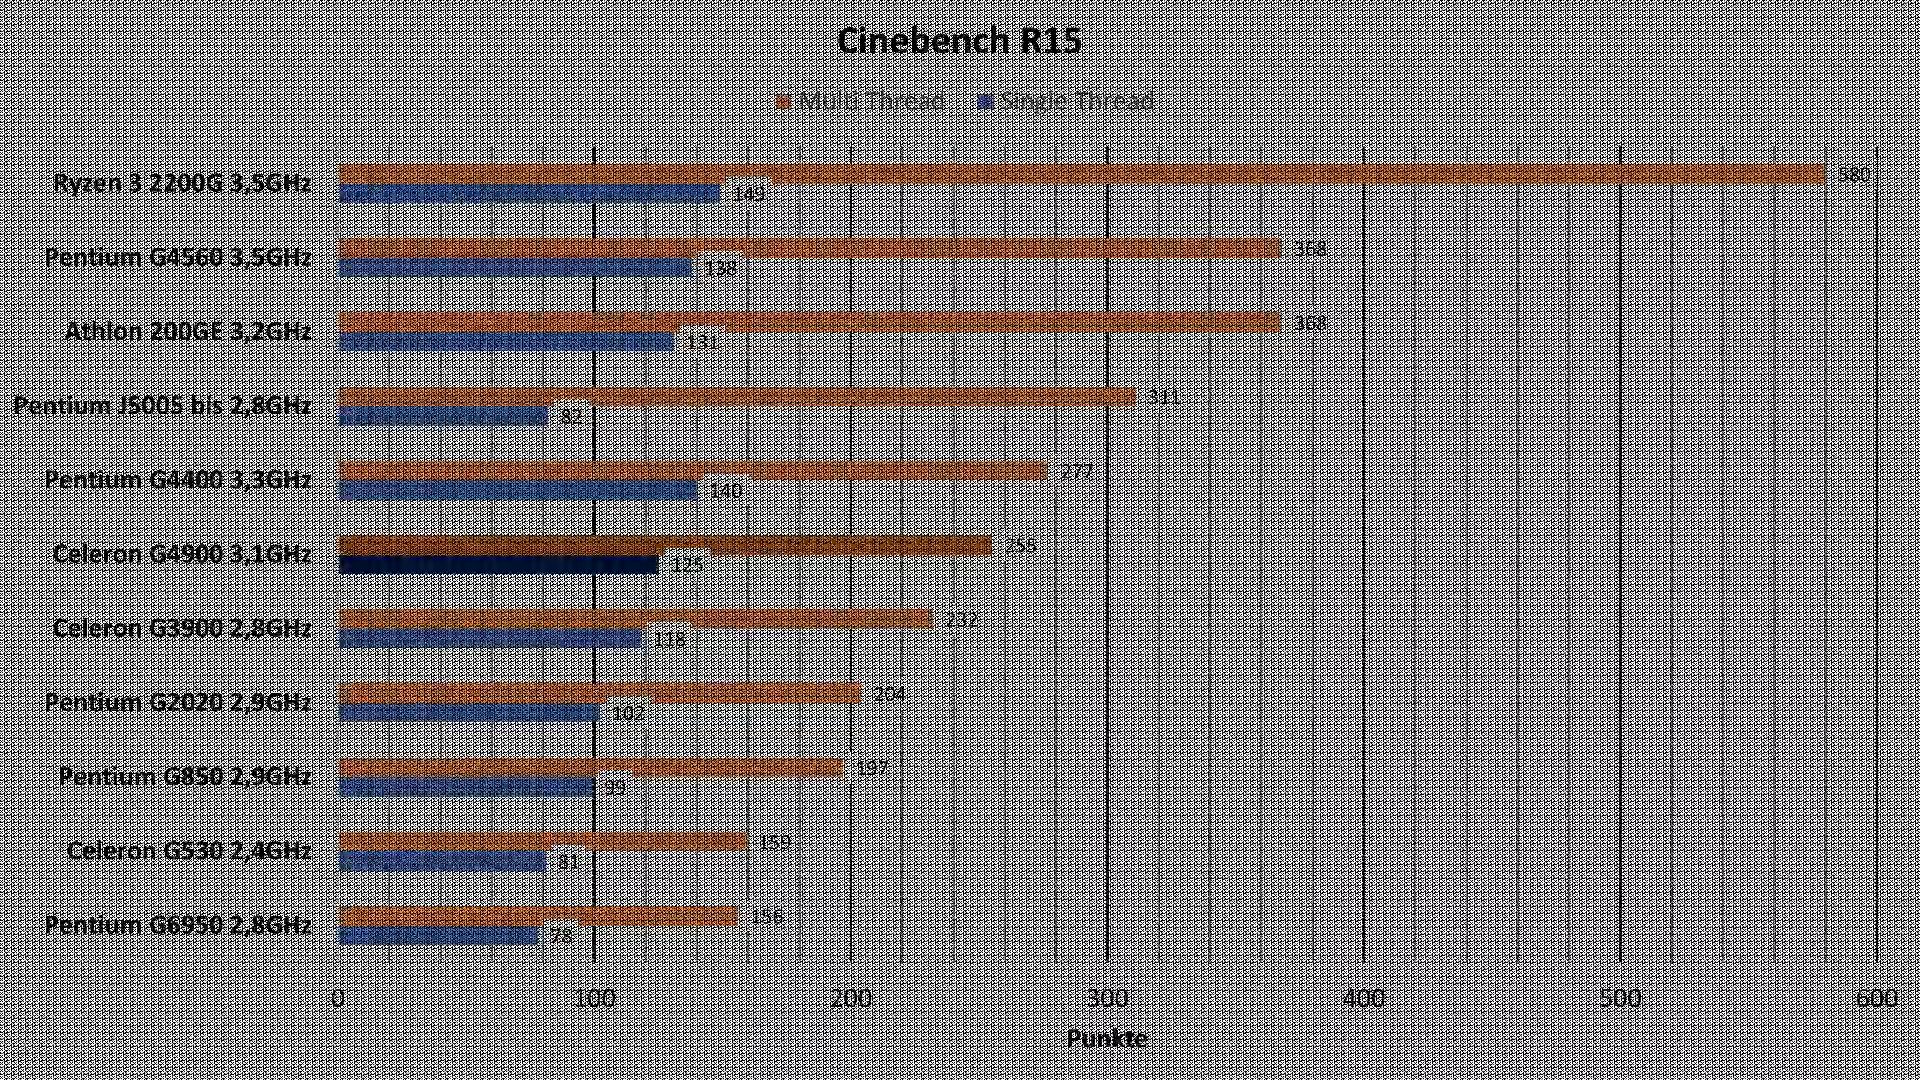 Cinebench R15
Multi Thread Single Thread
Ryzen 3 2200G 3,5GHz
580
149
Pentium G4560 3,5GHz
368
138
Athlon 200GE 3,2GHz
368
131
Pentium J5005 bis 2,8GHz
311
82
Pentium G4400 3,3GHz
277
140
Celeron G4900 3,1GHz
255
125
Celeron G3900 2,8GHz
232
118
Pentium G2020 2,9GHz
204
102
Pentium G850 2,9GHz
197
99
Celeron G530 2,4GHz
159
81
Pentium G6950 2,8GHz
156
78
0 100 200 300 400 500 600
Punkte